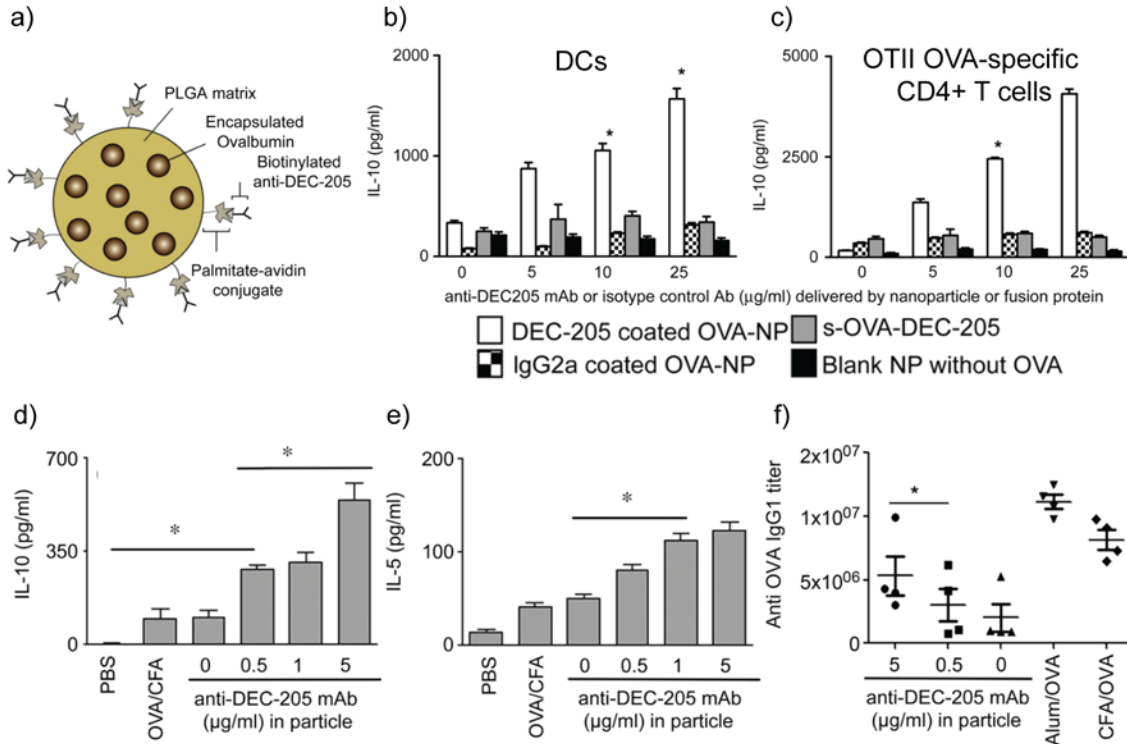 a)
PLGA matrix
Encapsulated
Ovalbumin
Biotinylated
anti-DEC-205
Palmitate-avidin
conjugate
b)
DCs
IL-10 (pg/ml)
2000
1000
0
*
*
0 5 10 25
c)
OTII OVA-specific
CD4+ T cells
IL-10 (pg/ml)
5000
2500
0
*
0 5 10 25
anti-DEC205 mAb or isotype control Ab (μg/ml) delivered by nanoparticle or fusion protein
DEC-205 coated OVA-NP
s-OVA-DEC-205
IgG2a coated OVA-NP
Blank NP without OVA
d)
IL-10 (pg/ml)
700
350
0
*
*
PBS
OVA/CFA
0 0.5 1 5
anti-DEC-205 mAb
(μg/ml) in particle
e)
IL-5 (pg/ml)
200
100
0
*
PBS
OVA/CFA
0 0.5 1 5
anti-DEC-205 mAb
(μg/ml) in particle
f)
Anti OVA IgG1 titer
2x10⁰⁷
1x10⁰⁷
5x10⁰⁶
0
*
5 0.5 0
anti-DEC-205 mAb
(μg/ml) in particle
Alum/OVA
CFA/OVA